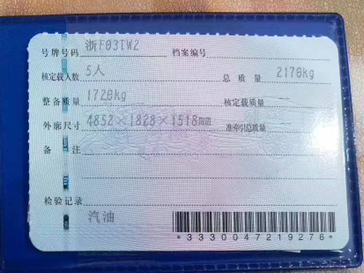 号牌号码 浙F03TW2 档案编号
核定载人数 5人 总质量 2170kg
整备质量 1720kg 核定载质量 --
外廓尺寸 4852×1828×1518mm 准牵引总质量 --
备注
检验记录
汽油
*3330047219276*